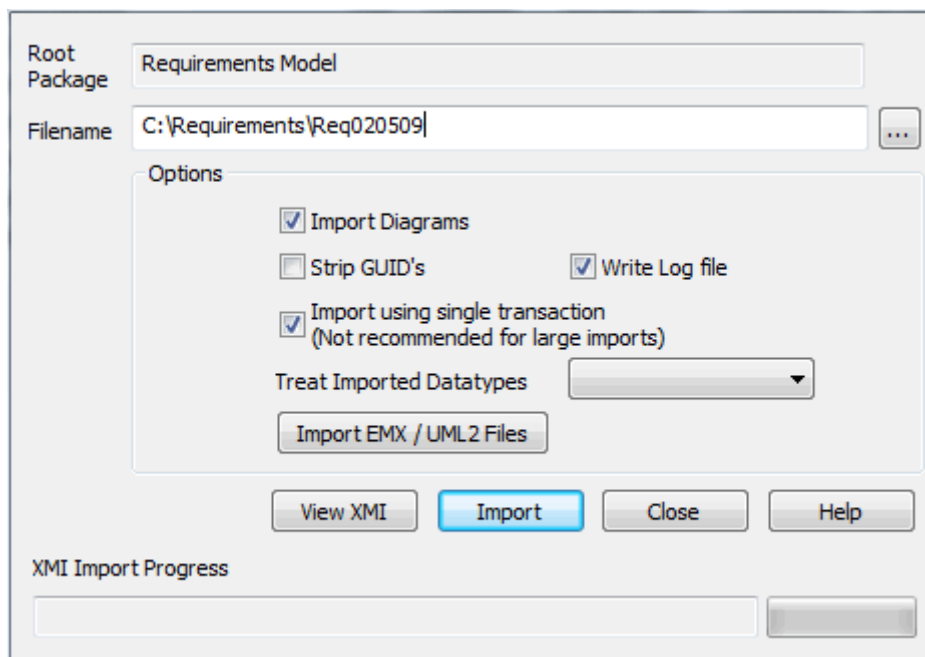 Root
Package
Requirements Model
Filename
C:\Requirements\Req020509
...
Options
Import Diagrams
Strip GUID's
Write Log file
Import using single transaction
(Not recommended for large imports)
Treat Imported Datatypes
Import EMX / UML2 Files
View XMI
Import
Close
Help
XMI Import Progress